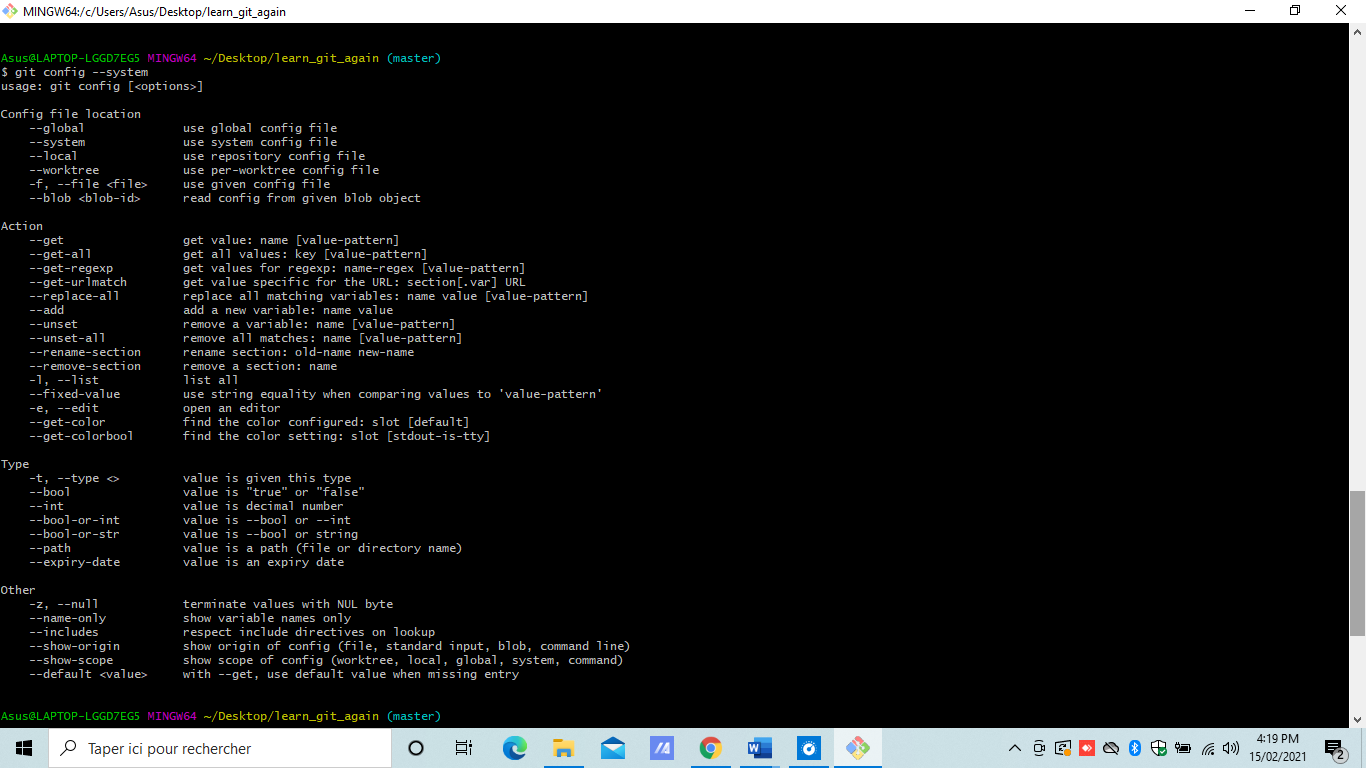 MINGW64:/c/Users/Asus/Desktop/learn_git_again
Asus@LAPTOP-LGGD7EG5 MINGW64 ~/Desktop/learn_git_again (master)
$ git config --system
usage: git config [<options>]
Config file location
--global use global config file
--system use system config file
--local use repository config file
--worktree use per-worktree config file
-f, --file <file> use given config file
--blob <blob-id> read config from given blob object
Action
--get get value: name [value-pattern]
--get-all get all values: key [value-pattern]
--get-regexp get values for regexp: name-regex [value-pattern]
--get-urlmatch get value specific for the URL: section[.var] URL
--replace-all replace all matching variables: name value [value-pattern]
--add add a new variable: name value
--unset remove a variable: name [value-pattern]
--unset-all remove all matches: name [value-pattern]
--rename-section rename section: old-name new-name
--remove-section remove a section: name
-l, --list list all
--fixed-value use string equality when comparing values to 'value-pattern'
-e, --edit open an editor
--get-color find the color configured: slot [default]
--get-colorbool find the color setting: slot [stdout-is-tty]
Type
-t, --type <> value is given this type
--bool value is "true" or "false"
--int value is decimal number
--bool-or-int value is --bool or --int
--bool-or-str value is --bool or string
--path value is a path (file or directory name)
--expiry-date value is an expiry date
Other
-z, --null terminate values with NUL byte
--name-only show variable names only
--includes respect include directives on lookup
--show-origin show origin of config (file, standard input, blob, command line)
--show-scope show scope of config (worktree, local, global, system, command)
--default <value> with --get, use default value when missing entry
Asus@LAPTOP-LGGD7EG5 MINGW64 ~/Desktop/learn_git_again (master)
Taper ici pour rechercher
4:19 PM
15/02/2021
2